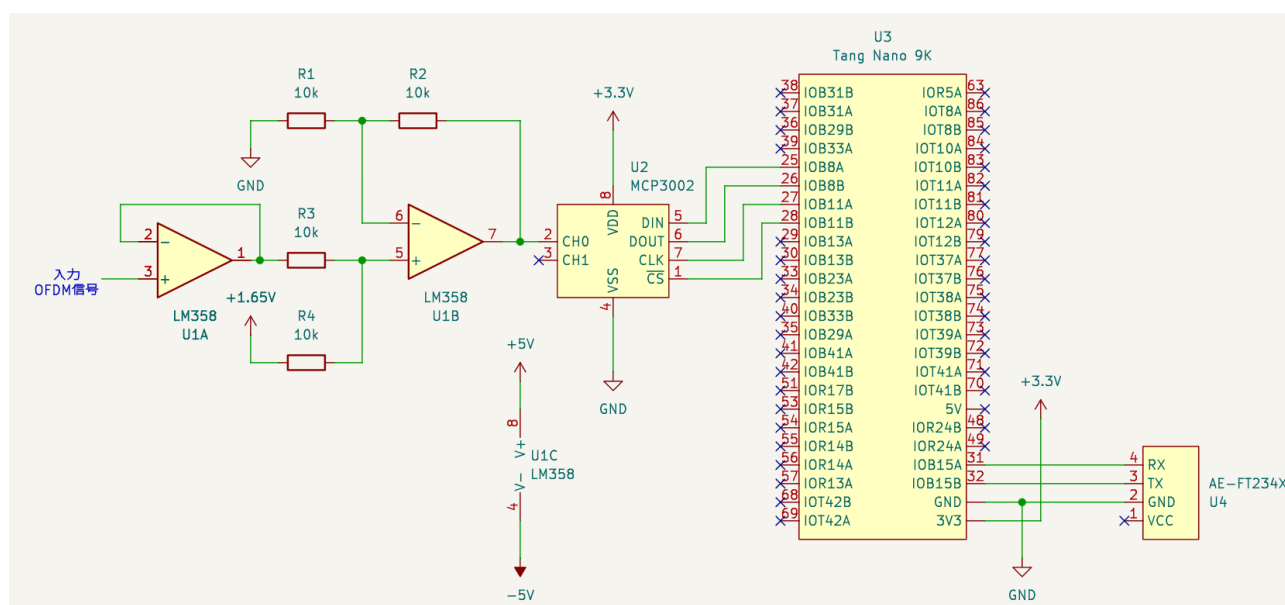 U3
Tang Nano 9K
R1
10k
R2
10k
GND
+3.3V
U2
MCP3002
8
VDD
2
CH0
3
CH1
DIN
5
DOUT
6
CLK
7
CS
1
VSS
4
GND
6
−
5
+
7
LM358
U1B
2
−
3
+
1
入力
OFDM信号
LM358
U1A
R3
10k
+1.65V
R4
10k
+5V
8
V+
U1C
LM358
V-
4
-5V
38 IOB31B
37 IOB31A
36 IOB29B
39 IOB33A
25 IOB8A
26 IOB8B
27 IOB11A
28 IOB11B
29 IOB13A
30 IOB13B
33 IOB23A
34 IOB23B
40 IOB33B
35 IOB29A
41 IOB41A
42 IOB41B
51 IOR17B
53 IOR15B
54 IOR15A
55 IOR14B
56 IOR14A
57 IOR13A
68 IOT42B
69 IOT42A
IOR5A 63
IOT8A 86
IOT8B 85
IOT10A 84
IOT10B 83
IOT11A 82
IOT11B 81
IOT12A 80
IOT12B 79
IOT37A 77
IOT37B 76
IOT38A 75
IOT38B 74
IOT39A 73
IOT39B 72
IOT41A 71
IOT41B 70
5V
IOR24B 48
IOR24A 49
IOB15A 31
IOB15B 32
GND
3V3
+3.3V
GND
4 RX
3 TX
2 GND
1 VCC
AE-FT234X
U4